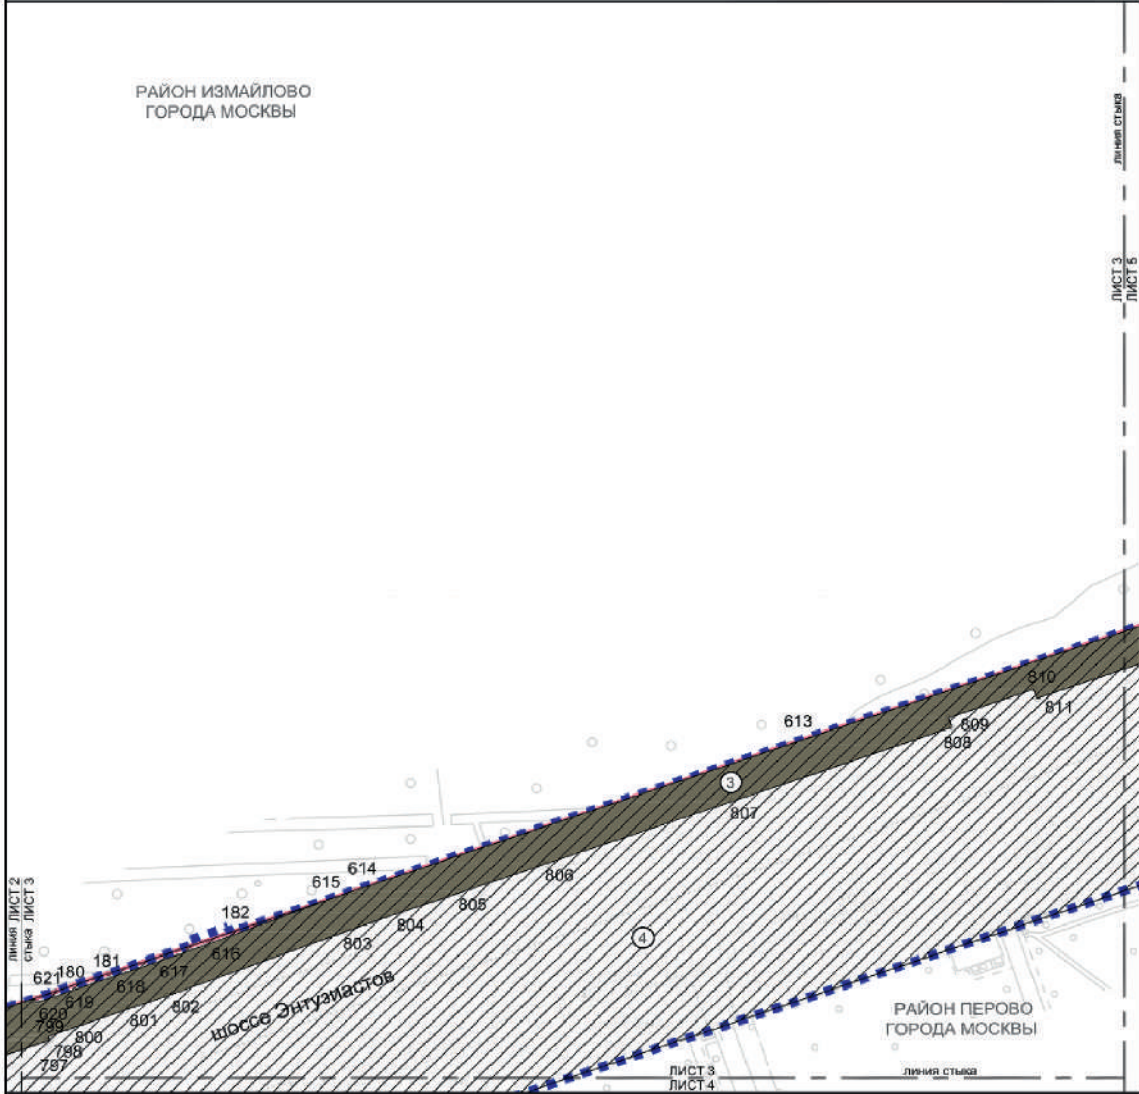 РАЙОН ИЗМАЙЛОВО
ГОРОДА МОСКВЫ
линия стыка
ЛИСТ 3
ЛИСТ 5
810
811
613
809
808
3
807
614
806
615
805
182
804
4
803
616
линия ЛИСТ 2
стыка ЛИСТ 3
181
180
617
621
618
619
802
шоссе Энтузиастов
620
801
799
800
798
797
РАЙОН ПЕРОВО
ГОРОДА МОСКВЫ
ЛИСТ 3
ЛИСТ 4
линия стыка